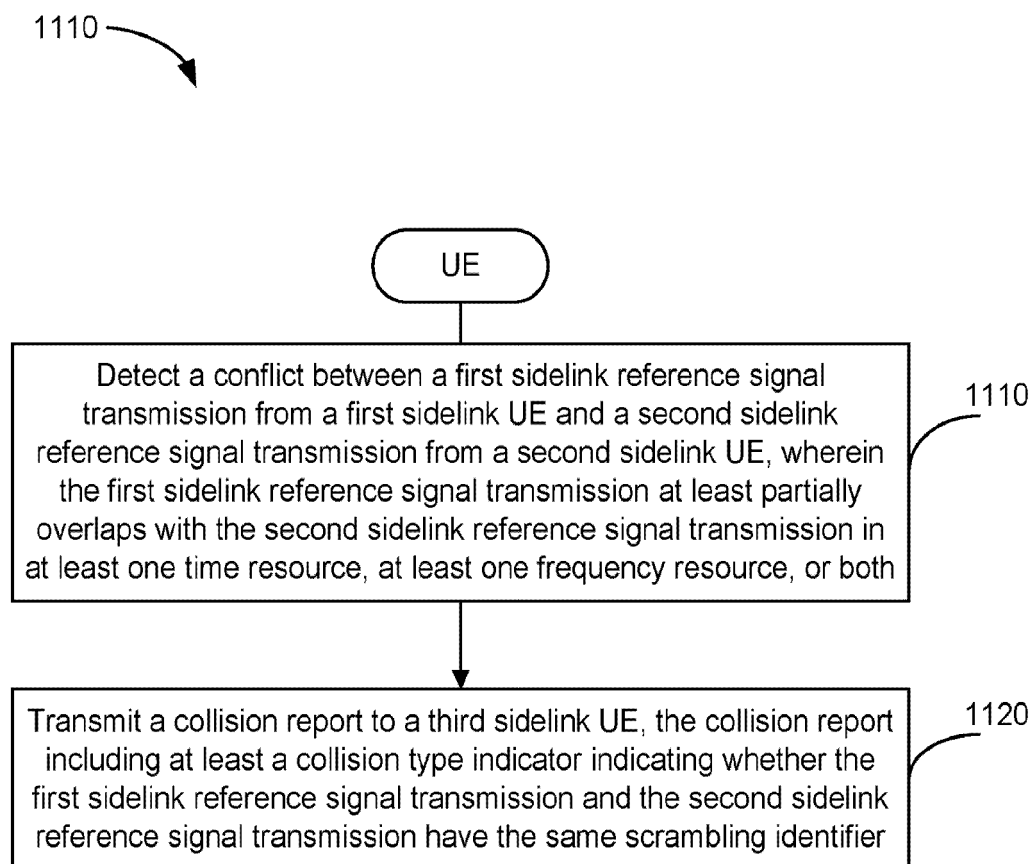 1110
UE
Detect a conflict between a first sidelink reference signal
transmission from a first sidelink UE and a second sidelink
reference signal transmission from a second sidelink UE, wherein
the first sidelink reference signal transmission at least partially
overlaps with the second sidelink reference signal transmission in
at least one time resource, at least one frequency resource, or both
1110
Transmit a collision report to a third sidelink UE, the collision report
including at least a collision type indicator indicating whether the
first sidelink reference signal transmission and the second sidelink
reference signal transmission have the same scrambling identifier
1120